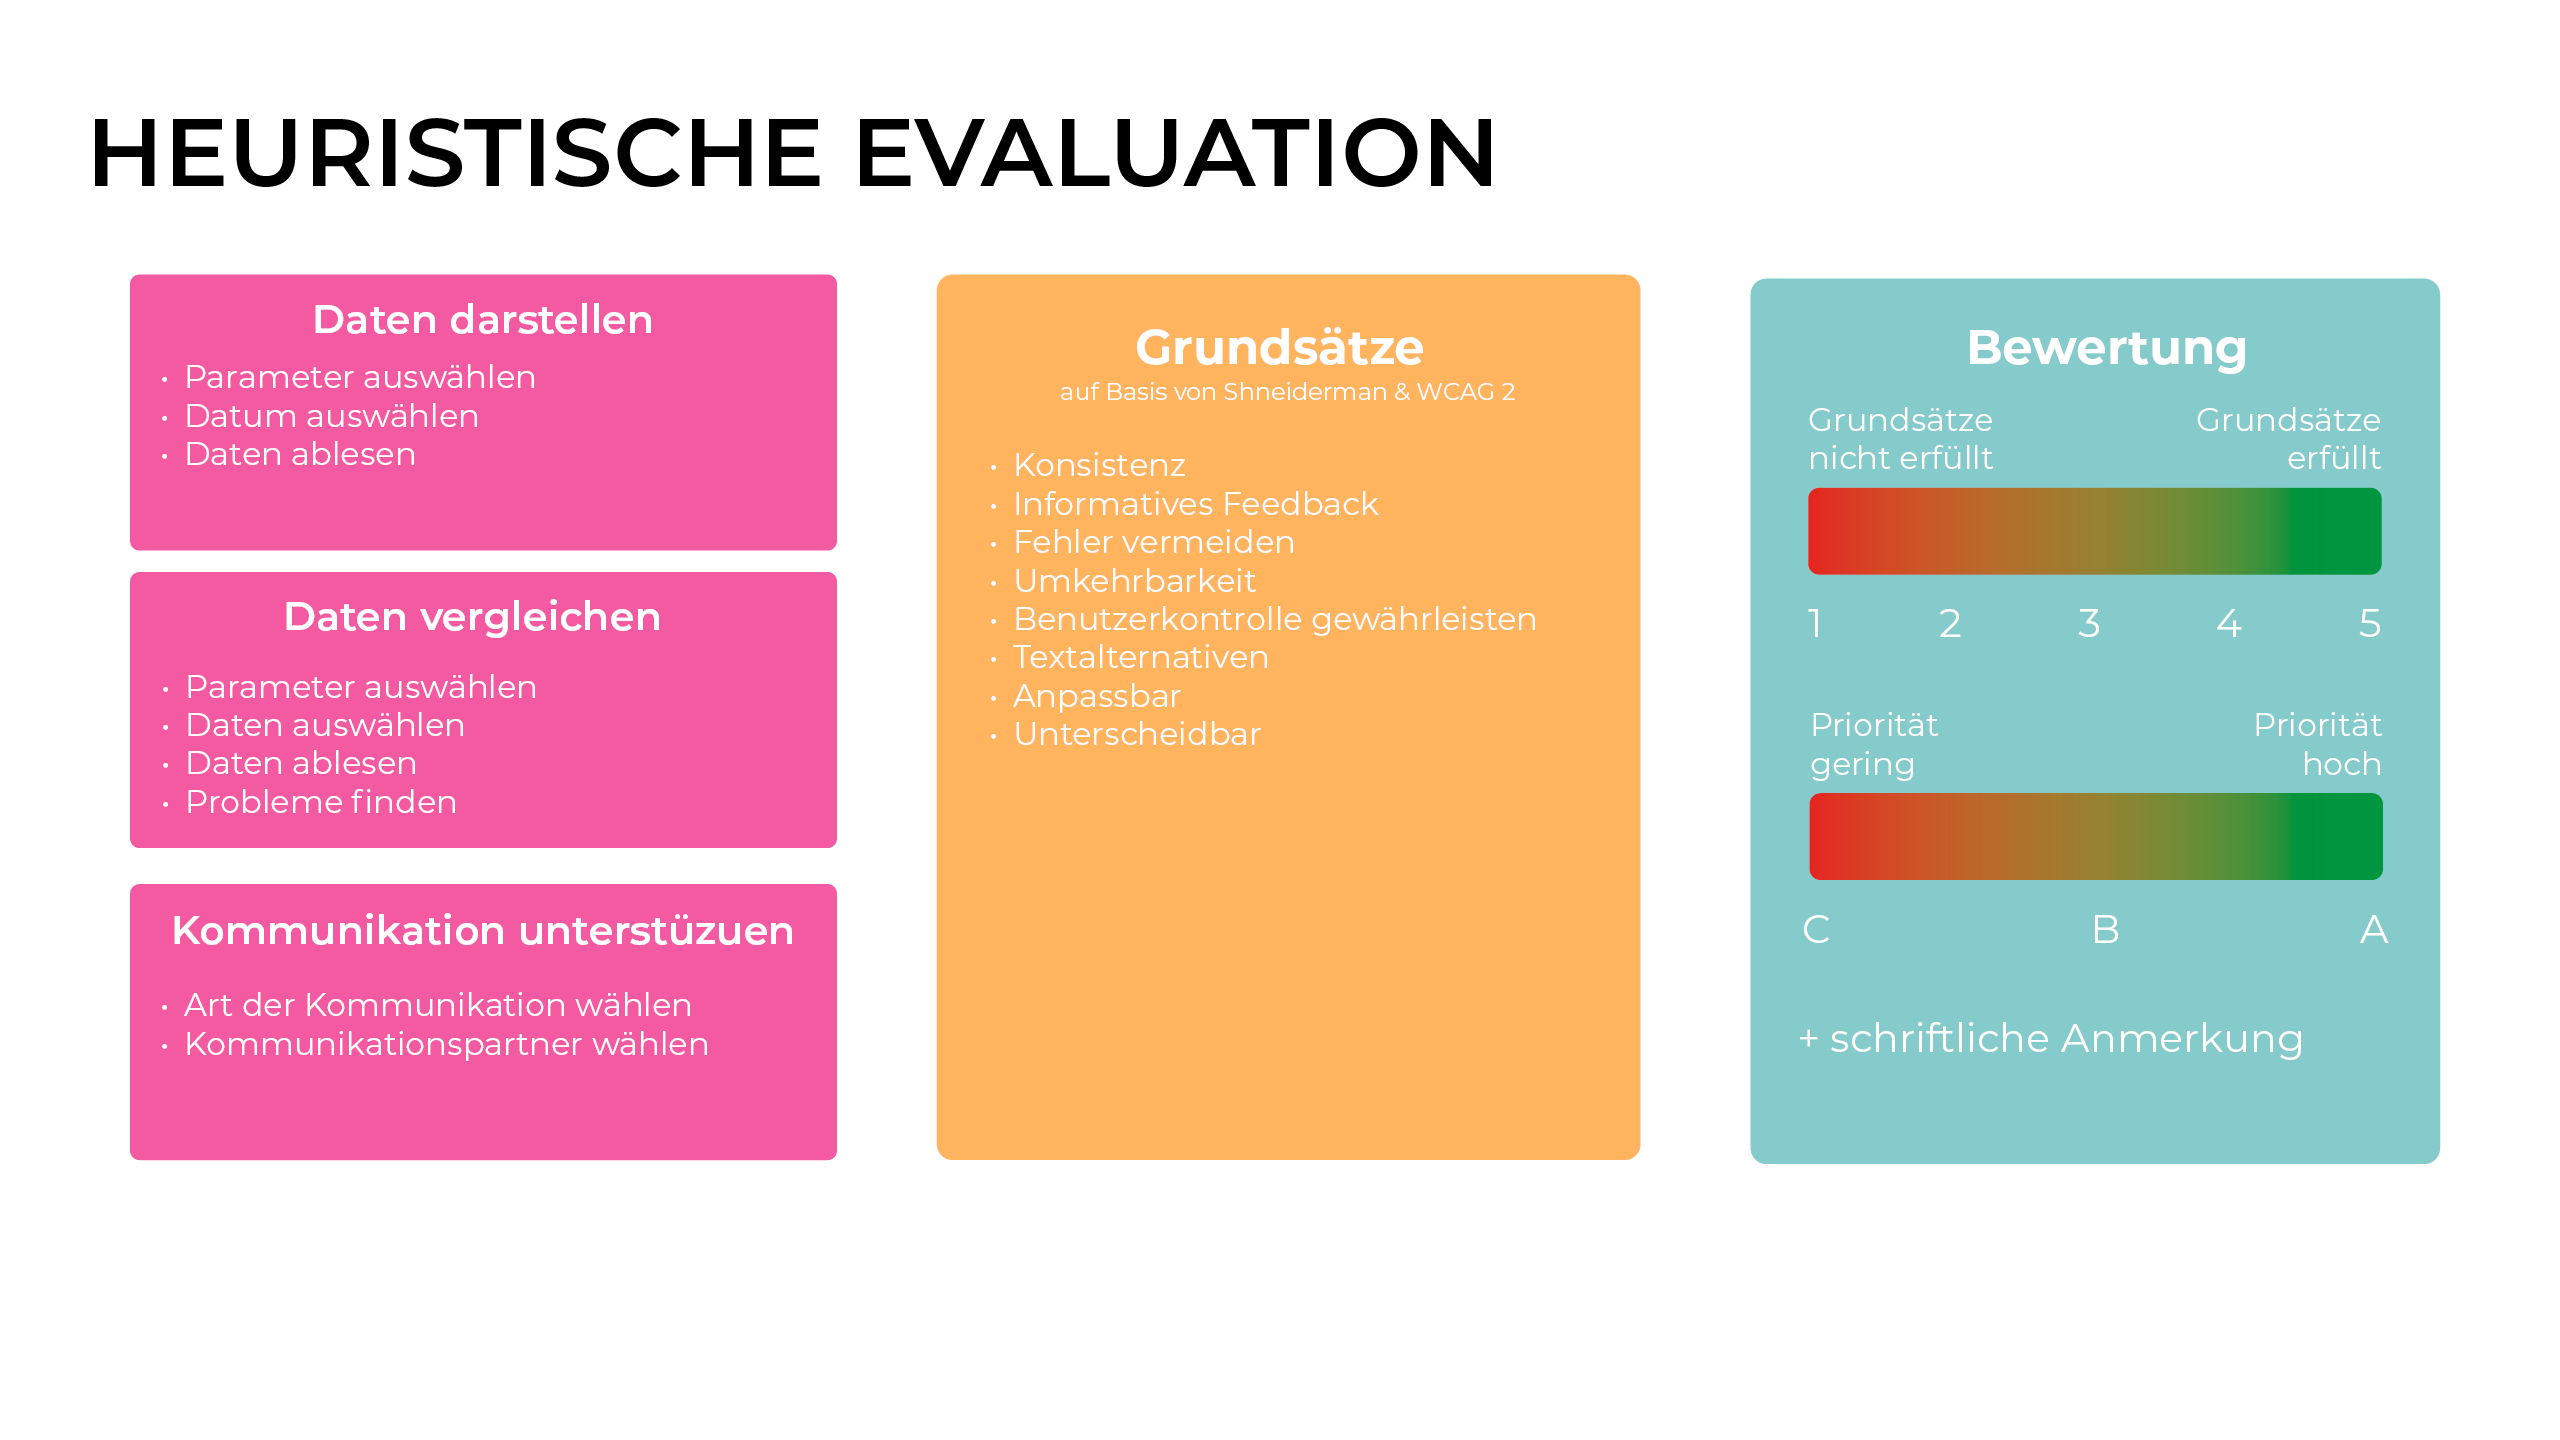 HEURISTISCHE EVALUATION
Daten darstellen
• Parameter auswählen
• Datum auswählen
• Daten ablesen
Daten vergleichen
• Parameter auswählen
• Daten auswählen
• Daten ablesen
• Probleme finden
Kommunikation unterstüzuen
• Art der Kommunikation wählen
• Kommunikationspartner wählen
Grundsätze
auf Basis von Shneiderman & WCAG 2
• Konsistenz
• Informatives Feedback
• Fehler vermeiden
• Umkehrbarkeit
• Benutzerkontrolle gewährleisten
• Textalternativen
• Anpassbar
• Unterscheidbar
Bewertung
Grundsätze
nicht erfüllt
Grundsätze
erfüllt
1 2 3 4 5
Priorität
gering
Priorität
hoch
C B A
+ schriftliche Anmerkung